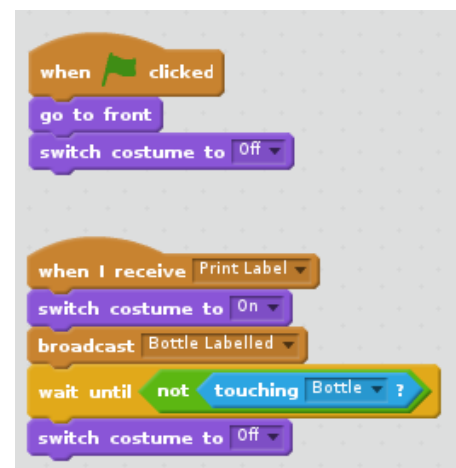 when clicked
go to front
switch costume to Off
when I receive Print Label
switch costume to On
broadcast Bottle Labelled
wait until not touching Bottle ?
switch costume to Off